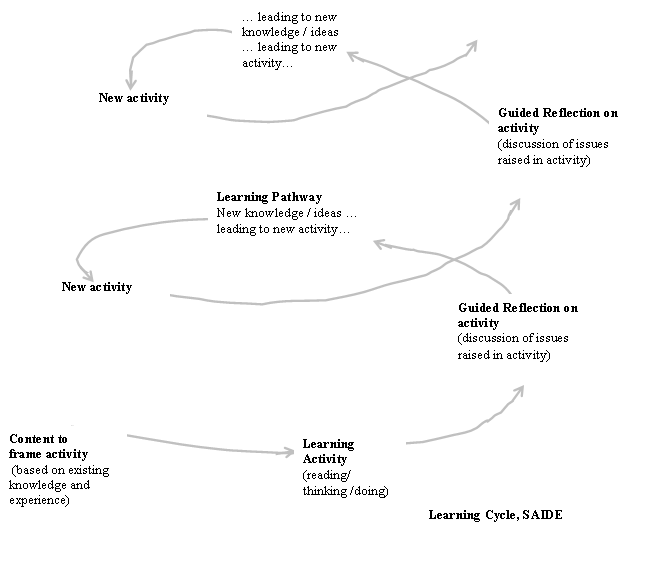 … leading to new
knowledge / ideas
… leading to new
activity…
New activity
Guided Reflection on
activity
(discussion of issues
raised in activity)
Learning Pathway
New knowledge / ideas …
leading to new activity…
New activity
Guided Reflection on
activity
(discussion of issues
raised in activity)
Content to
frame activity
(based on existing
knowledge and
experience)
Learning
Activity
(reading/
thinking /doing)
Learning Cycle, SAIDE